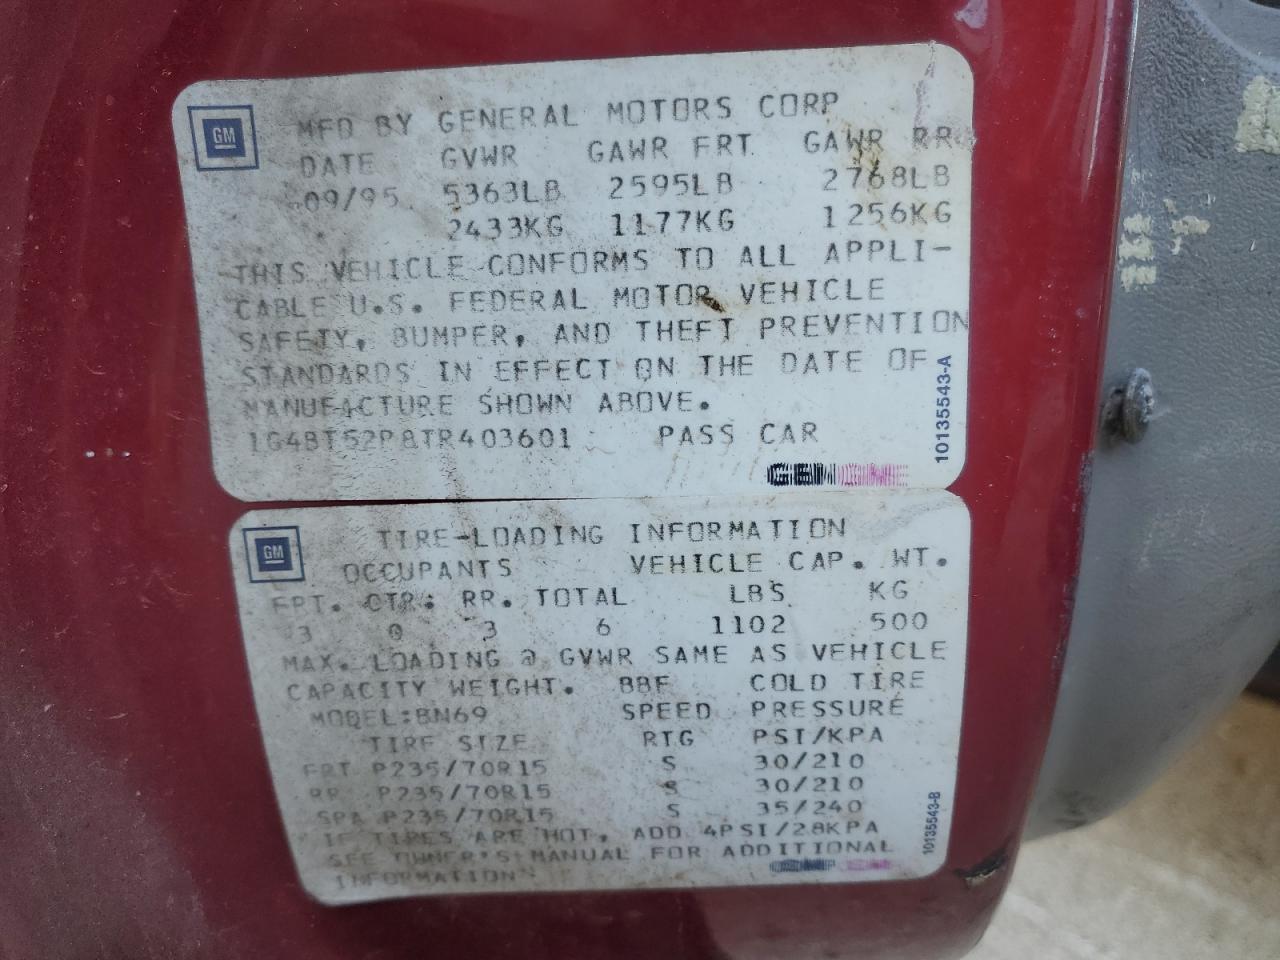 GM
MFD BY GENERAL MOTORS CORP
DATE GVWR GAWR FRT GAWR RR
09/95 5363LB 2595LB 2768LB
2433KG 1177KG 1256KG
THIS VEHICLE CONFORMS TO ALL APPLI-
CABLE U.S. FEDERAL MOTOR VEHICLE
SAFETY, BUMPER, AND THEFT PREVENTION
STANDARDS IN EFFECT ON THE DATE OF
MANUFACTURE SHOWN ABOVE.
1G4BT52P8TR403601 PASS CAR
10135543-A
GENUINE
GM
TIRE-LOADING INFORMATION
OCCUPANTS VEHICLE CAP. WT.
FRT. CTR. RR. TOTAL LBS KG
3 0 3 6 1102 500
MAX. LOADING @ GVWR SAME AS VEHICLE
CAPACITY WEIGHT. BBF COLD TIRE
MODEL:BN69 SPEED PRESSURE
TIRE SIZE RTG PSI/KPA
FRT P235/70R15 S 30/210
RR P235/70R15 S 30/210
SPA P235/70R15 S 35/240
IF TIRES ARE HOT, ADD 4PSI/28KPA
SEE OWNER'S MANUAL FOR ADDITIONAL
INFORMATION
10135543-B